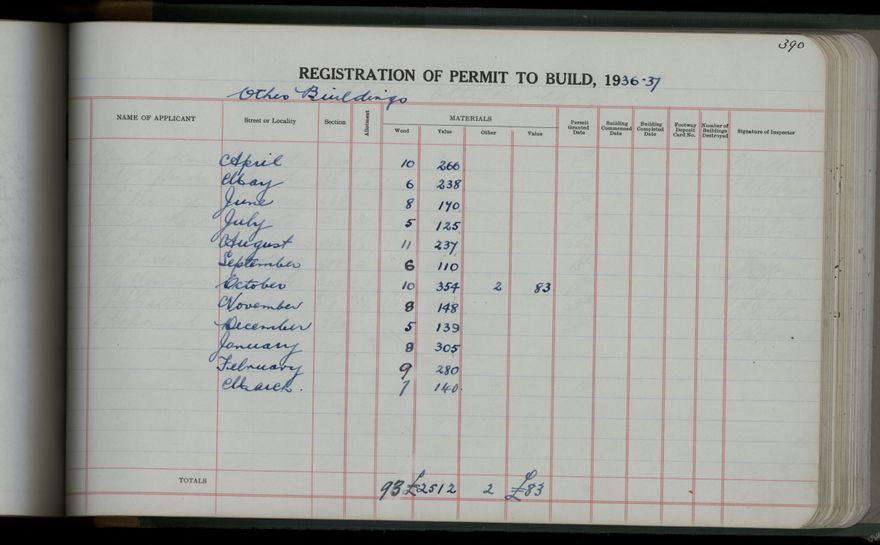 390
REGISTRATION OF PERMIT TO BUILD, 1936-37
Other Buildings
NAME OF APPLICANT Street or Locality Section Allotment MATERIALS Permit Granted Date Building Commenced Date Building Completed Date Footway Deposit Card No. Number of Buildings Destroyed Signature of Inspector
Wood Value Other Value
April 10 266
May 6 238
June 8 170
July 5 125
August 11 237
September 6 110
October 10 354 2 83
November 8 148
December 5 139
January 8 305
February 9 280
March. 7 140.
TOTALS 93 £2512 2 £83